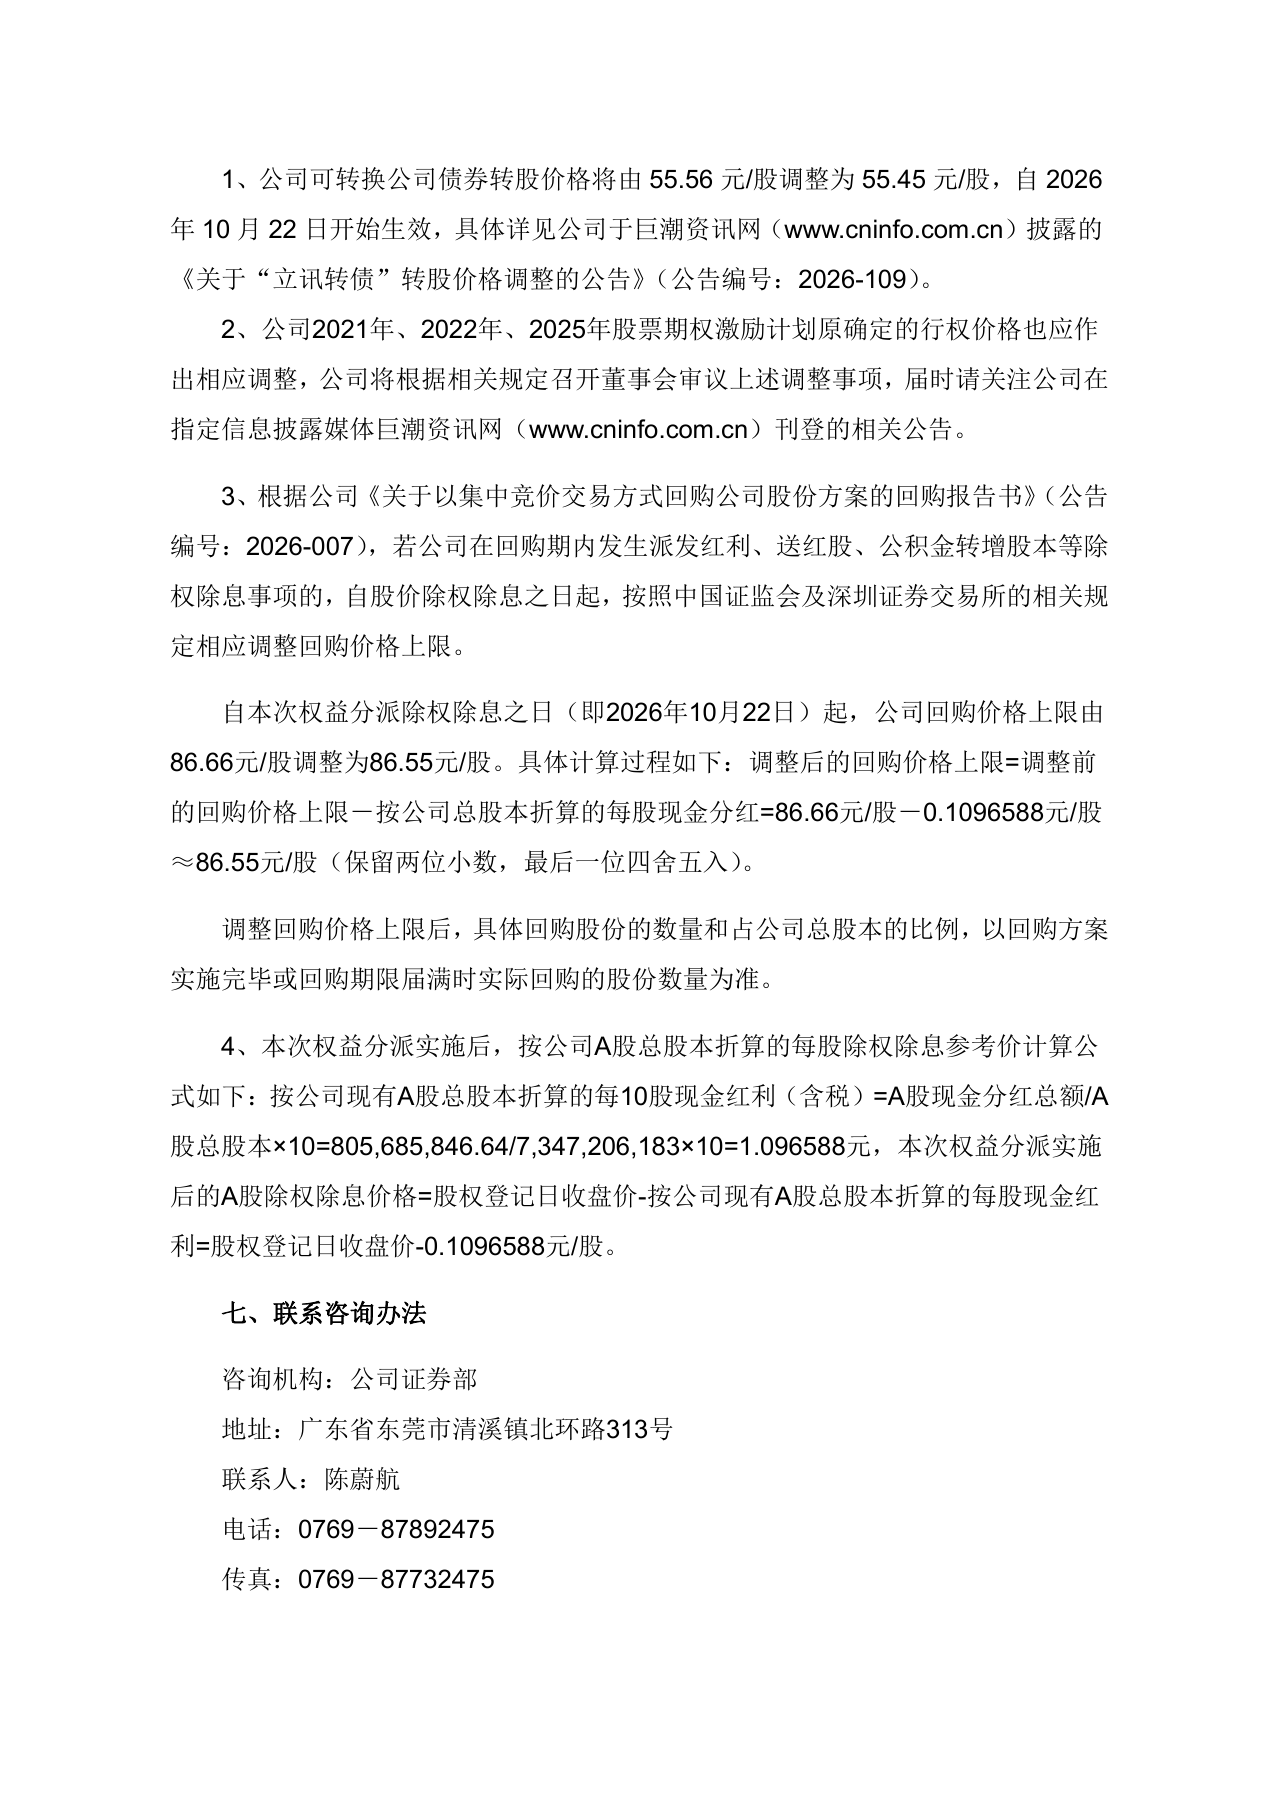 1、公司可转换公司债券转股价格将由 55.56 元/股调整为 55.45 元/股，自 2026
年 10 月 22 日开始生效，具体详见公司于巨潮资讯网（www.cninfo.com.cn）披露的
《关于“立讯转债”转股价格调整的公告》（公告编号：2026-109）。
2、公司2021年、2022年、2025年股票期权激励计划原确定的行权价格也应作
出相应调整，公司将根据相关规定召开董事会审议上述调整事项，届时请关注公司在
指定信息披露媒体巨潮资讯网（www.cninfo.com.cn）刊登的相关公告。
3、根据公司《关于以集中竞价交易方式回购公司股份方案的回购报告书》（公告
编号：2026-007），若公司在回购期内发生派发红利、送红股、公积金转增股本等除
权除息事项的，自股价除权除息之日起，按照中国证监会及深圳证券交易所的相关规
定相应调整回购价格上限。
自本次权益分派除权除息之日（即2026年10月22日）起，公司回购价格上限由
86.66元/股调整为86.55元/股。具体计算过程如下：调整后的回购价格上限=调整前
的回购价格上限－按公司总股本折算的每股现金分红=86.66元/股－0.1096588元/股
≈86.55元/股（保留两位小数，最后一位四舍五入）。
调整回购价格上限后，具体回购股份的数量和占公司总股本的比例，以回购方案
实施完毕或回购期限届满时实际回购的股份数量为准。
4、本次权益分派实施后，按公司A股总股本折算的每股除权除息参考价计算公
式如下：按公司现有A股总股本折算的每10股现金红利（含税）=A股现金分红总额/A
股总股本×10=805,685,846.64/7,347,206,183×10=1.096588元，本次权益分派实施
后的A股除权除息价格=股权登记日收盘价-按公司现有A股总股本折算的每股现金红
利=股权登记日收盘价-0.1096588元/股。
七、联系咨询办法
咨询机构：公司证券部
地址：广东省东莞市清溪镇北环路313号
联系人：陈蔚航
电话：0769－87892475
传真：0769－87732475